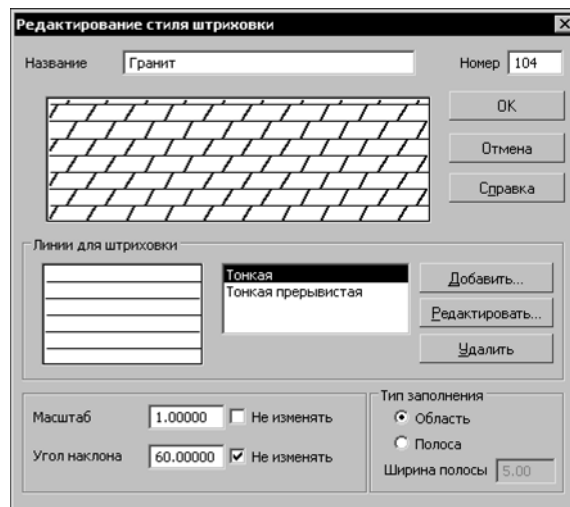 Редактирование стиля штриховки
Название Гранит Номер 104
OK
Отмена
Справка
Линии для штриховки
Тонкая
Тонкая прерывистая
Добавить...
Редактировать...
Удалить
Масштаб 1.00000 Не изменять
Угол наклона 60.00000 Не изменять
Тип заполнения
Область
Полоса
Ширина полосы 5.00